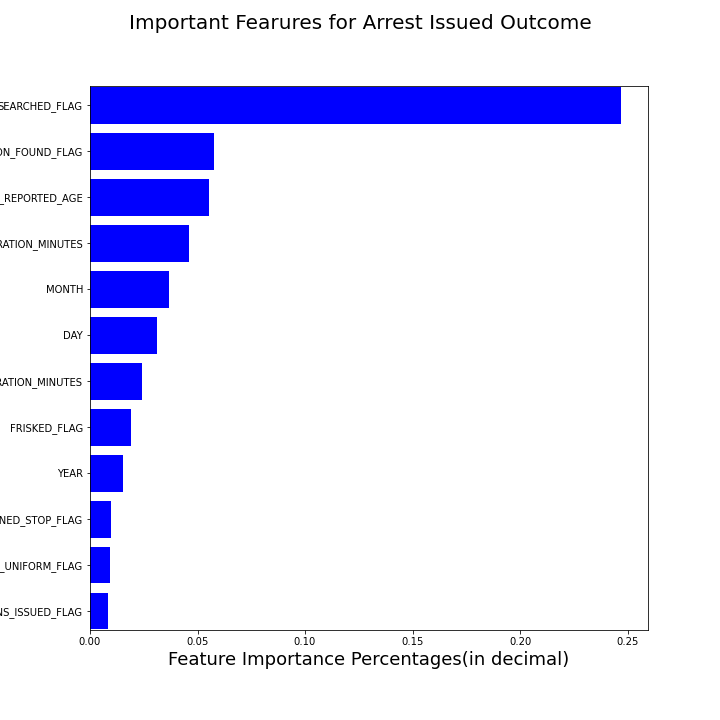 Important Fearures for Arrest Issued Outcome
SEARCHED_FLAG
ON_FOUND_FLAG
_REPORTED_AGE
RATION_MINUTES
MONTH
DAY
RATION_MINUTES
FRISKED_FLAG
YEAR
NED_STOP_FLAG
_UNIFORM_FLAG
NS_ISSUED_FLAG
0.00 0.05 0.10 0.15 0.20 0.25
Feature Importance Percentages(in decimal)